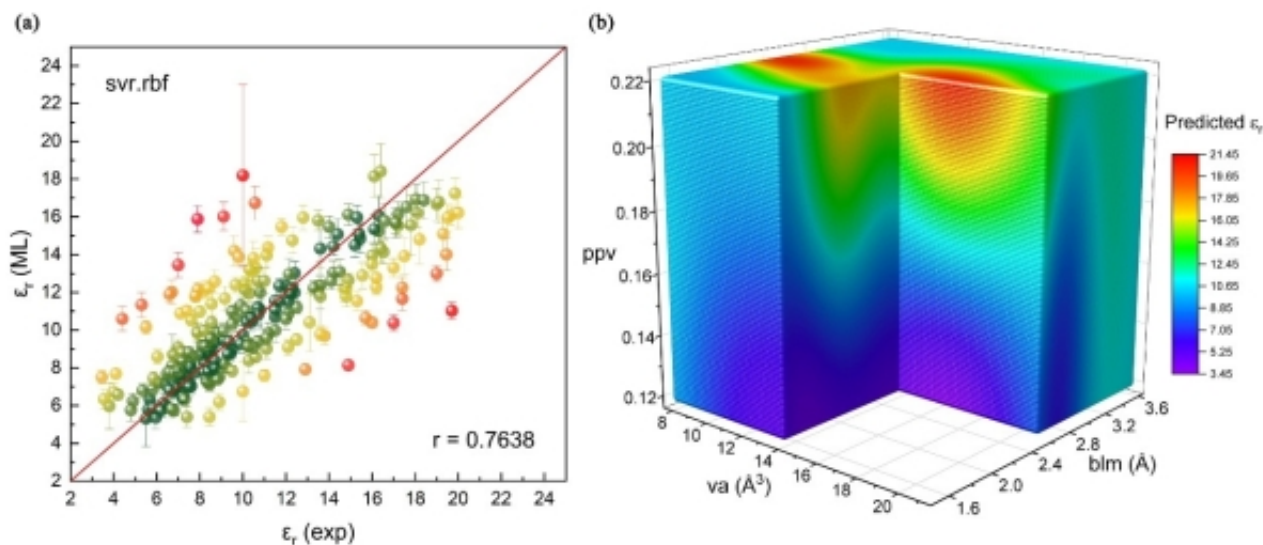 (a)
24
22
20
18
16
14
12
10
8
6
4
2
ε_r (ML)
svr.rbf
r = 0.7638
2 4 6 8 10 12 14 16 18 20 22 24
ε_r (exp)
(b)
0.22
0.20
0.18
ppv
0.16
0.14
0.12
8 10 12 14 16 18 20
va (Å³)
1.6 2.0 2.4 2.8 3.2 3.6
blm (Å)
Predicted ε_r
21.45
19.65
17.85
16.05
14.25
12.45
10.65
8.85
7.05
5.25
3.45